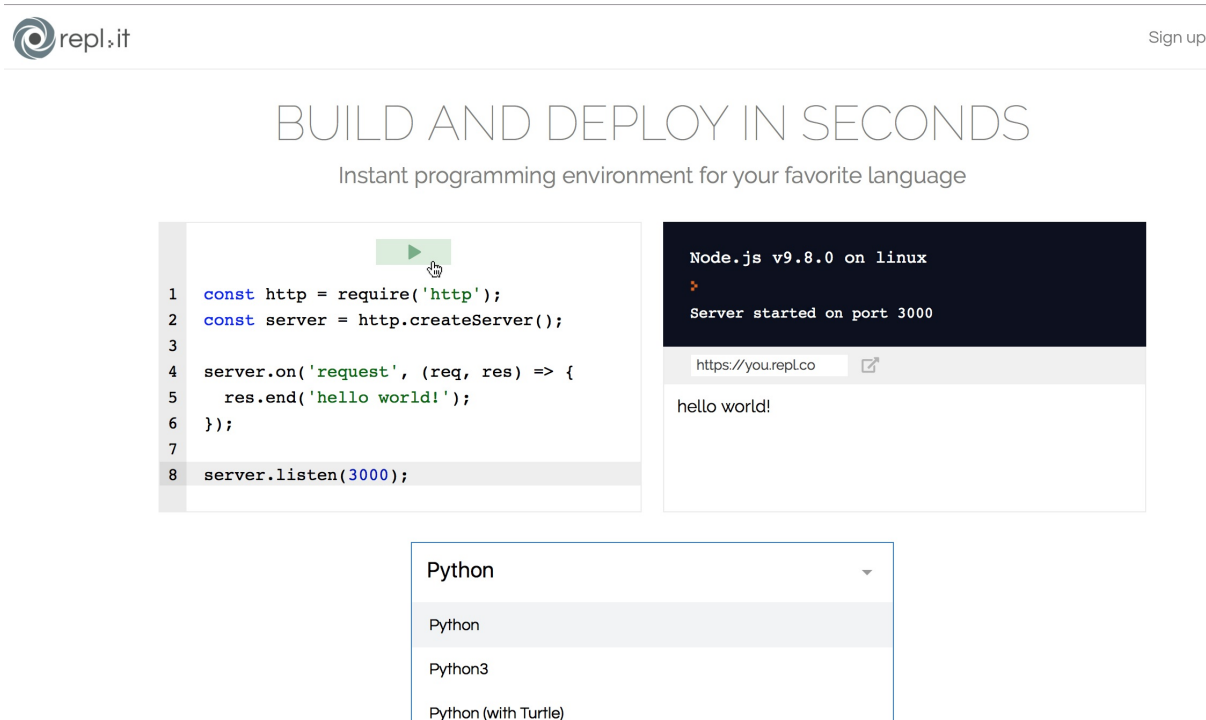 repl.it
Sign up
BUILD AND DEPLOY IN SECONDS
Instant programming environment for your favorite language
1 const http = require('http');
2 const server = http.createServer();
3
4 server.on('request', (req, res) => {
5   res.end('hello world!');
6 });
7
8 server.listen(3000);
Node.js v9.8.0 on linux
>
Server started on port 3000
https://you.repl.co
hello world!
Python
Python
Python3
Python (with Turtle)